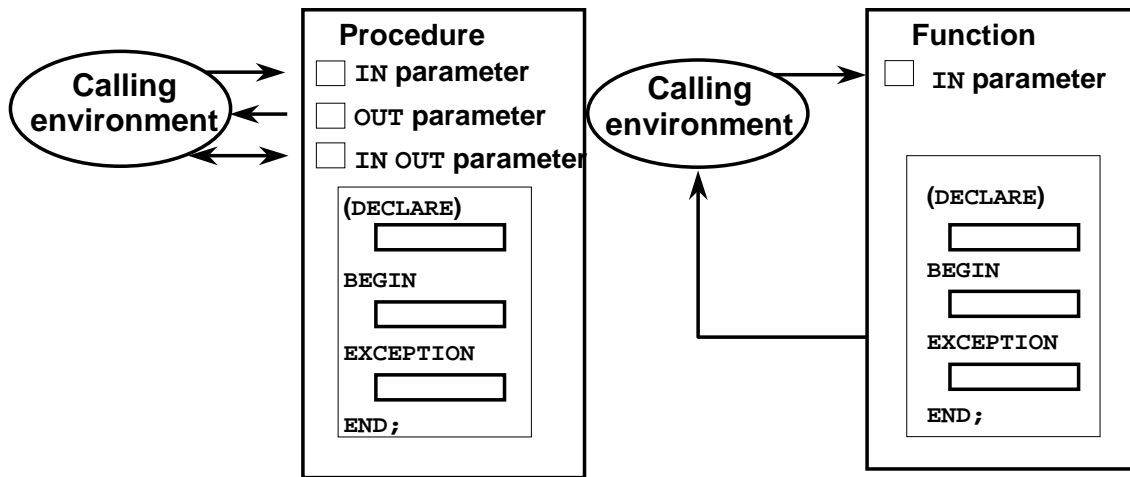 Calling
environment
Procedure
IN parameter
OUT parameter
IN OUT parameter
(DECLARE)
BEGIN
EXCEPTION
END;
Calling
environment
Function
IN parameter
(DECLARE)
BEGIN
EXCEPTION
END;